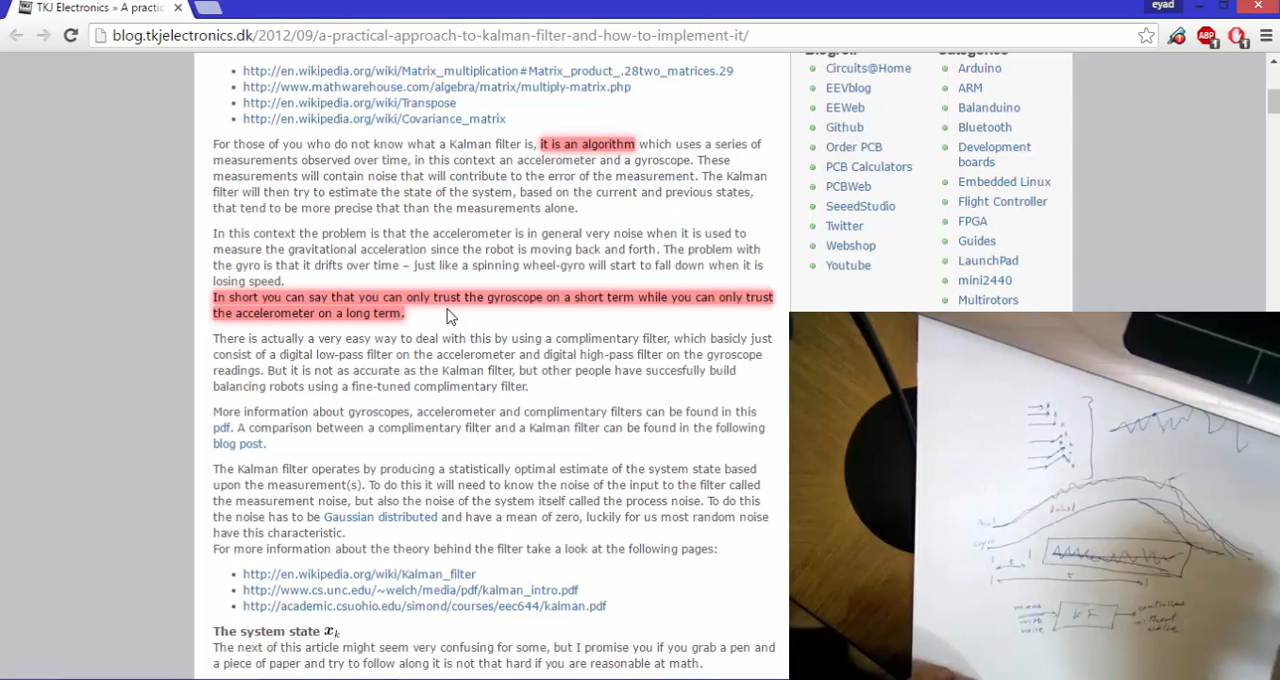 TKJ Electronics » A practic
eyad
blog.tkjelectronics.dk/2012/09/a-practical-approach-to-kalman-filter-and-how-to-implement-it/
ABP
1
1
http://en.wikipedia.org/wiki/Matrix_multiplication#Matrix_product_.28two_matrices.29
http://www.mathwarehouse.com/algebra/matrix/multiply-matrix.php
http://en.wikipedia.org/wiki/Transpose
http://en.wikipedia.org/wiki/Covariance_matrix
For those of you who do not know what a Kalman filter is, it is an algorithm which uses a series of
measurements observed over time, in this context an accelerometer and a gyroscope. These
measurements will contain noise that will contribute to the error of the measurement. The Kalman
filter will then try to estimate the state of the system, based on the current and previous states,
that tend to be more precise that than the measurements alone.
In this context the problem is that the accelerometer is in general very noise when it is used to
measure the gravitational acceleration since the robot is moving back and forth. The problem with
the gyro is that it drifts over time – just like a spinning wheel-gyro will start to fall down when it is
losing speed.
In short you can say that you can only trust the gyroscope on a short term while you can only trust
the accelerometer on a long term.
There is actually a very easy way to deal with this by using a complimentary filter, which basicly just
consist of a digital low-pass filter on the accelerometer and digital high-pass filter on the gyroscope
readings. But it is not as accurate as the Kalman filter, but other people have succesfully build
balancing robots using a fine-tuned complimentary filter.
More information about gyroscopes, accelerometer and complimentary filters can be found in this
pdf. A comparison between a complimentary filter and a Kalman filter can be found in the following
blog post.
The Kalman filter operates by producing a statistically optimal estimate of the system state based
upon the measurement(s). To do this it will need to know the noise of the input to the filter called
the measurement noise, but also the noise of the system itself called the process noise. To do this
the noise has to be Gaussian distributed and have a mean of zero, luckily for us most random noise
have this characteristic.
For more information about the theory behind the filter take a look at the following pages:
http://en.wikipedia.org/wiki/Kalman_filter
http://www.cs.unc.edu/~welch/media/pdf/kalman_intro.pdf
http://academic.csuohio.edu/simond/courses/eec644/kalman.pdf
The system state xₖ
The next of this article might seem very confusing for some, but I promise you if you grab a pen and
a piece of paper and try to follow along it is not that hard if you are reasonable at math.
Blogroll
Circuits@Home
EEVblog
EEWeb
Github
Order PCB
PCB Calculators
PCBWeb
SeeedStudio
Twitter
Webshop
Youtube
Categories
Arduino
ARM
Balanduino
Bluetooth
Development
boards
Embedded Linux
Flight Controller
FPGA
Guides
LaunchPad
mini2440
Multirotors
KF